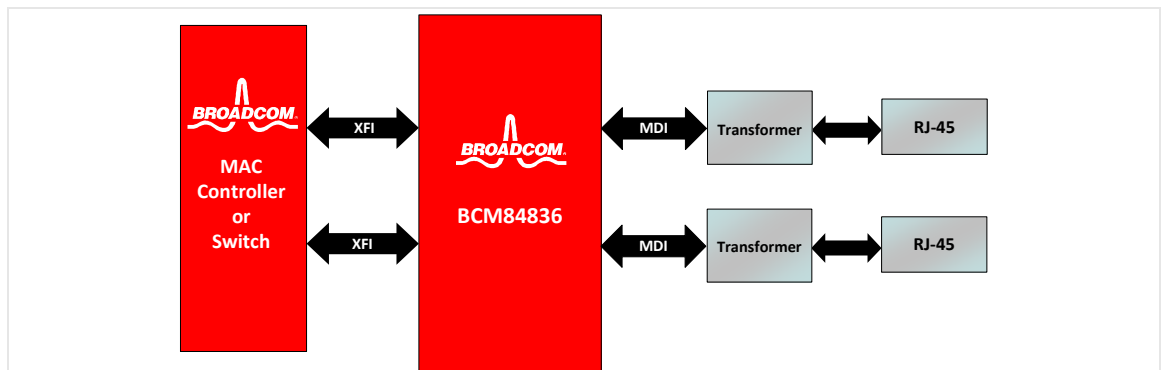 BROADCOM.
MAC
Controller
or
Switch
XFI
XFI
BROADCOM.
BCM84836
MDI
Transformer
RJ-45
MDI
Transformer
RJ-45